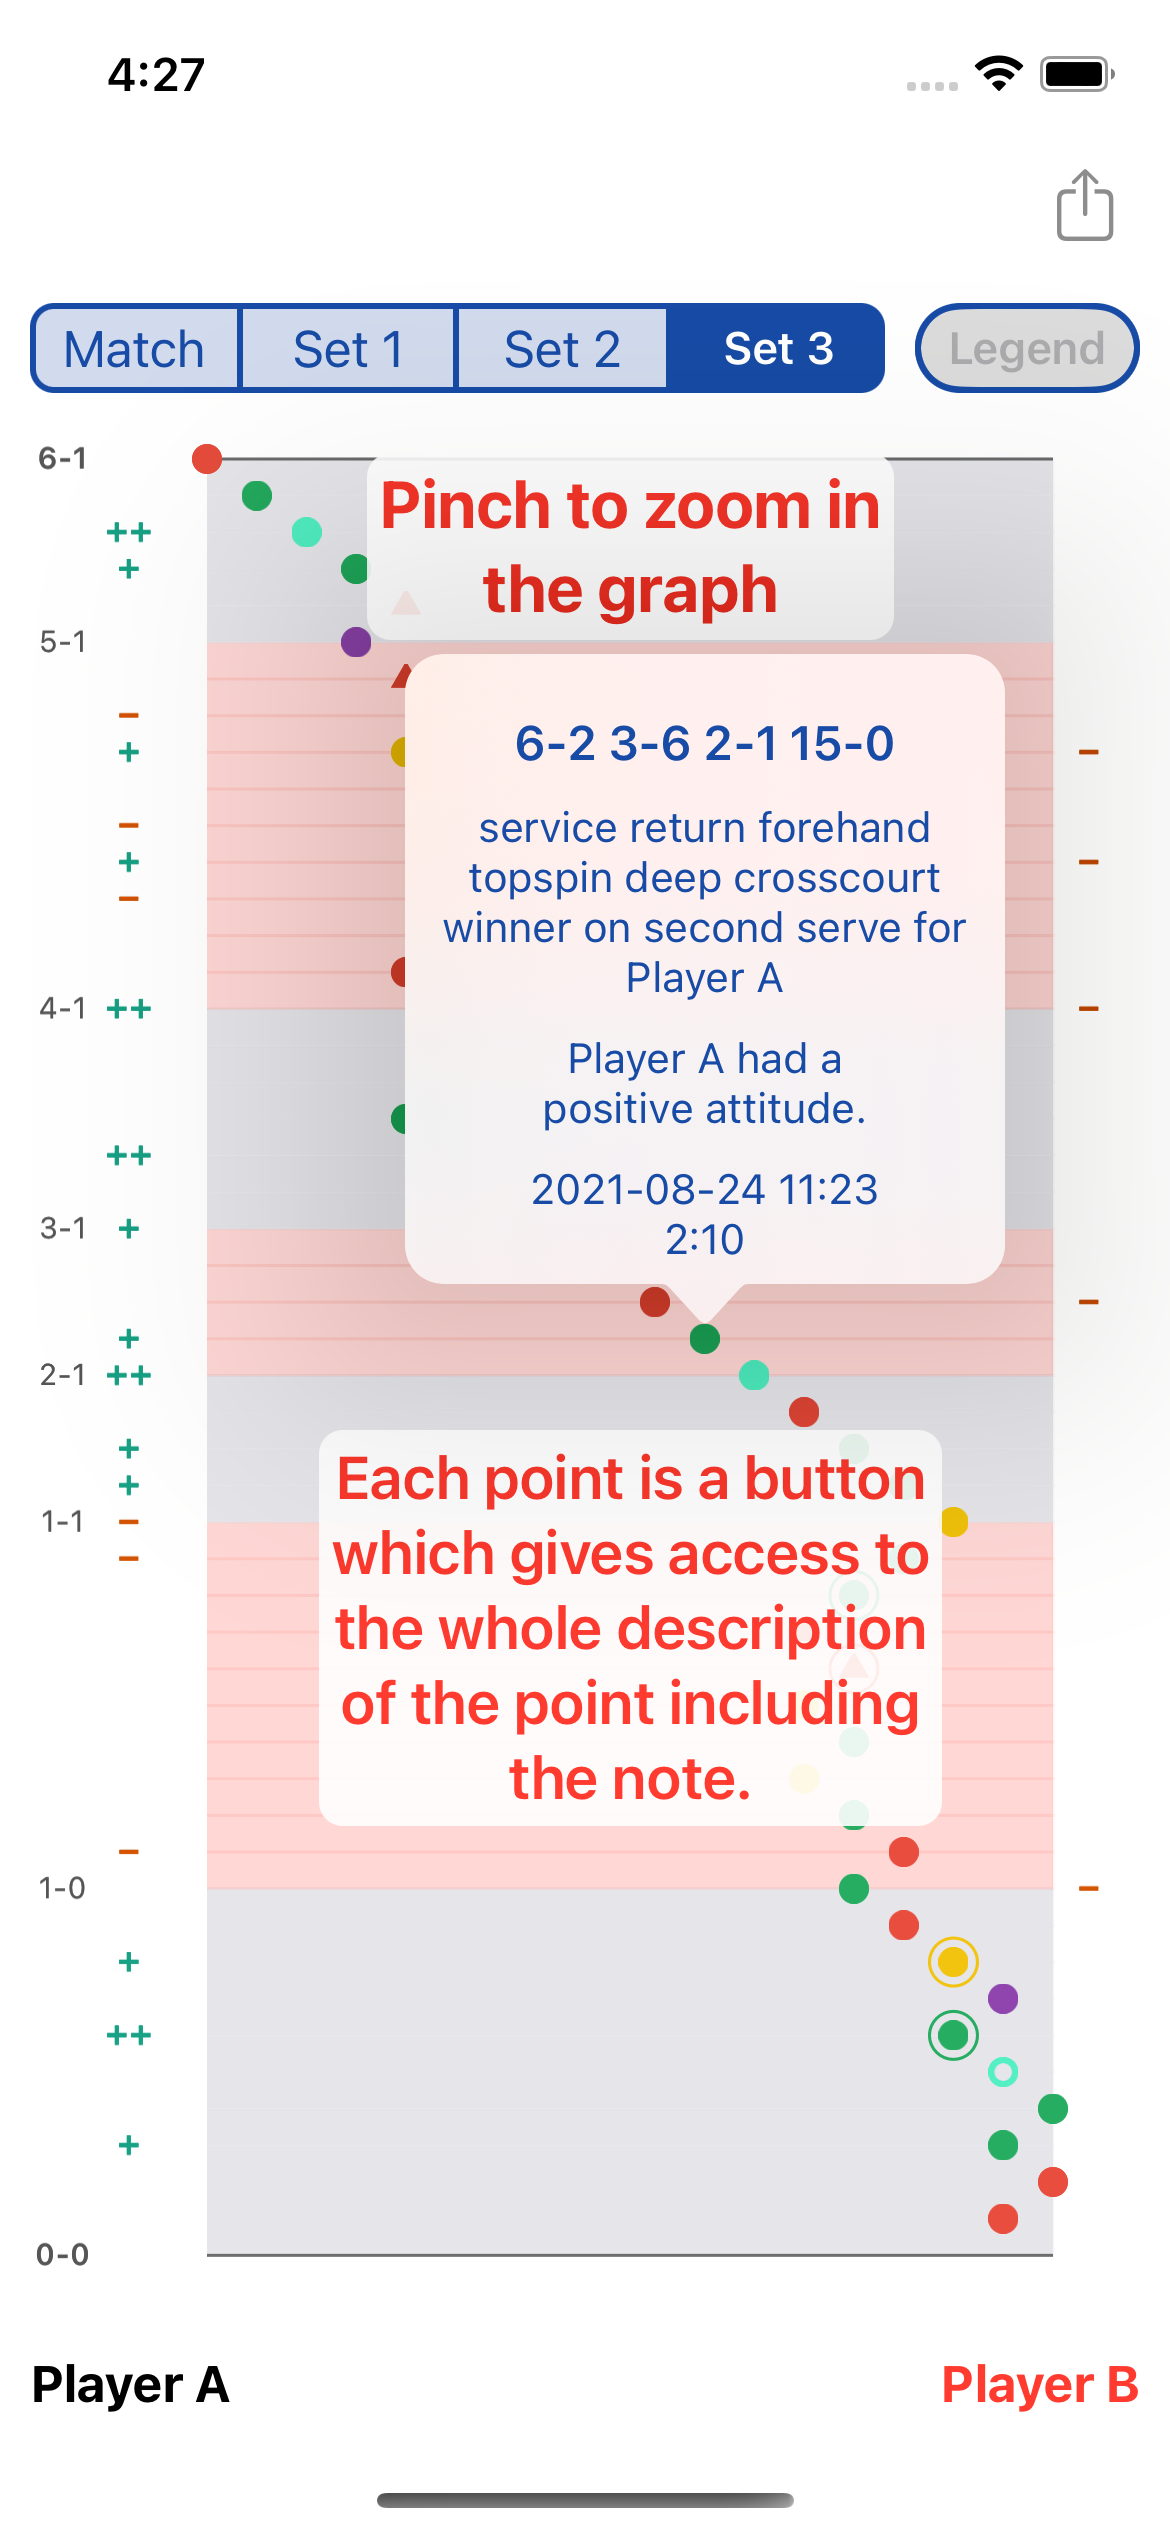 4:27
Match Set 1 Set 2 Set 3 Legend
6-1
Pinch to zoom in
the graph
++
+
5-1
−
+ −
6-2 3-6 2-1 15-0
−
service return forehand
+ −
topspin deep crosscourt
−
winner on second serve for
Player A
4-1 ++ −
Player A had a
positive attitude.
++
2021-08-24 11:23
3-1 +
2:10
−
+
2-1 ++
+
Each point is a button
+
1-1 −
which gives access to
−
the whole description
of the point including
the note.
−
1-0 −
+
++
+
0-0
Player A Player B